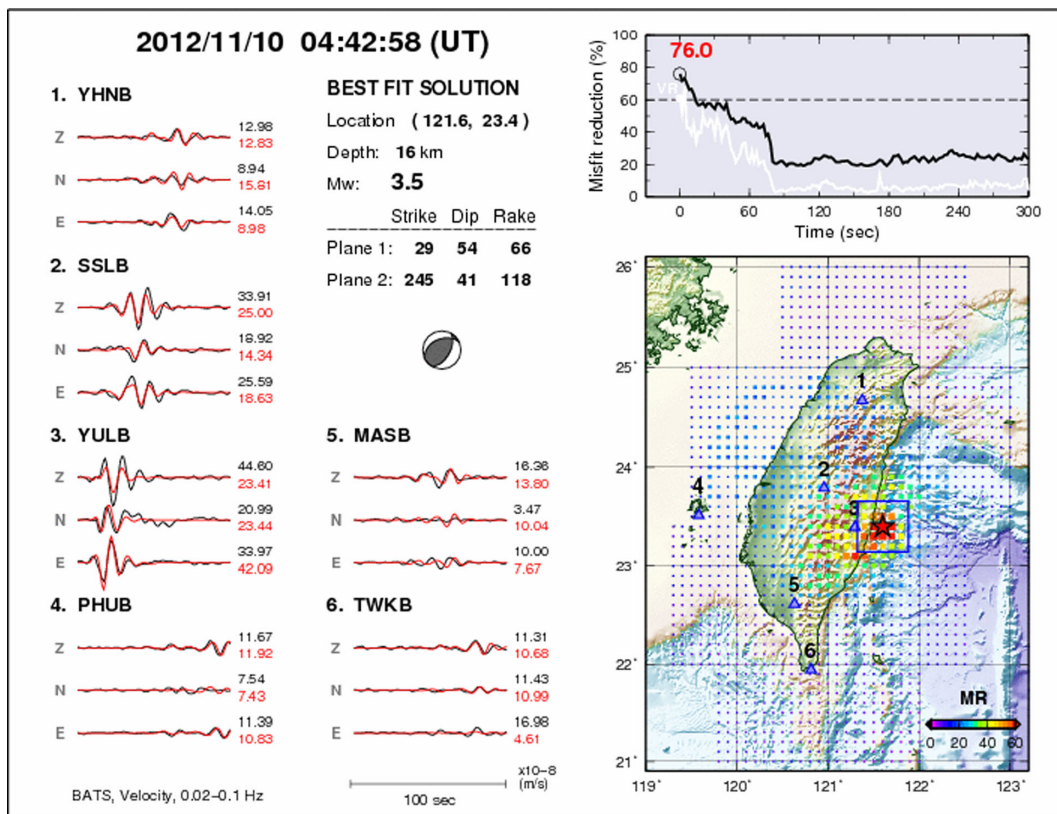 2012/11/10 04:42:58 (UT)
1. YHNB
Z 12.98
12.83
N 8.94
15.81
E 14.05
8.98
2. SSLB
Z 33.91
25.00
N 18.92
14.34
E 25.59
18.63
3. YULB
Z 44.60
23.41
N 20.99
23.44
E 33.97
42.09
4. PHUB
Z 11.67
11.92
N 7.54
7.43
E 11.39
10.83
BATS, Velocity, 0.02-0.1 Hz
BEST FIT SOLUTION
Location ( 121.6, 23.4 )
Depth: 16 km
Mw: 3.5
Strike Dip Rake
Plane 1: 29 54 66
Plane 2: 245 41 118
5. MASB
16.36
13.80
3.47
10.04
10.00
7.67
6. TWKB
Z 11.31
10.68
N 11.43
10.99
E 16.98
4.61
x10-8
(m/s)
100 sec
Misfit reduction (%)
100
80
60
40
20
0
76.0
VR
0 60 120 180 240 300
Time (sec)
26°
25°
24°
23°
22°
21°
1
2
3
4
5
6
MR
0 20 40 60
119° 120° 121° 122° 123°